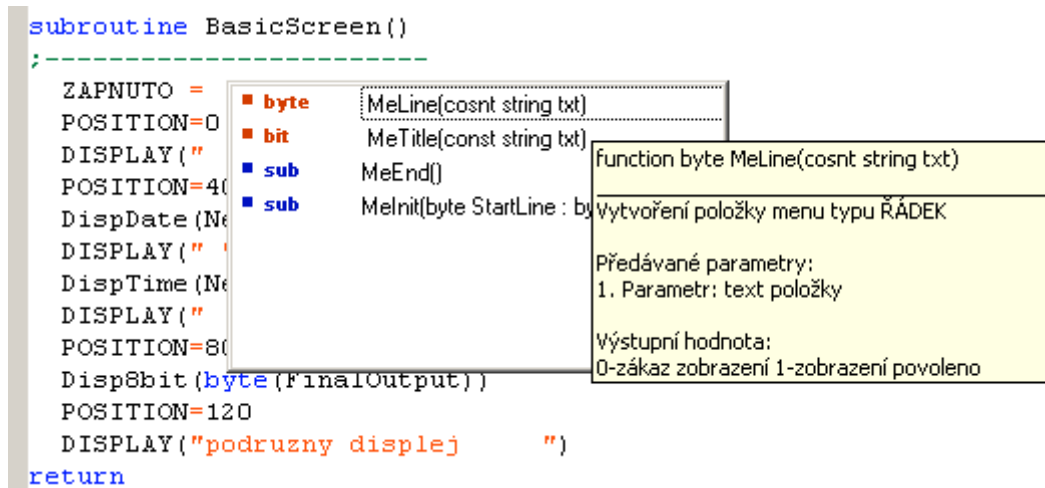 subroutine BasicScreen()
;------------------------
ZAPNUTO =
POSITION=0
DISPLAY("
POSITION=40
DispDate(Ne
DISPLAY(" "
DispTime(Ne
DISPLAY("
POSITION=80
Disp8bit(byte(FinalOutput))
POSITION=120
DISPLAY("podruzny displej      ")
return
byte MeLine(cosnt string txt)
bit MeTitle(const string txt)
sub MeEnd()
sub MeInit(byte StartLine : by
function byte MeLine(cosnt string txt)
Vytvoření položky menu typu ŘÁDEK
Předávané parametry:
1. Parametr: text položky
Výstupní hodnota:
0-zákaz zobrazení 1-zobrazení povoleno